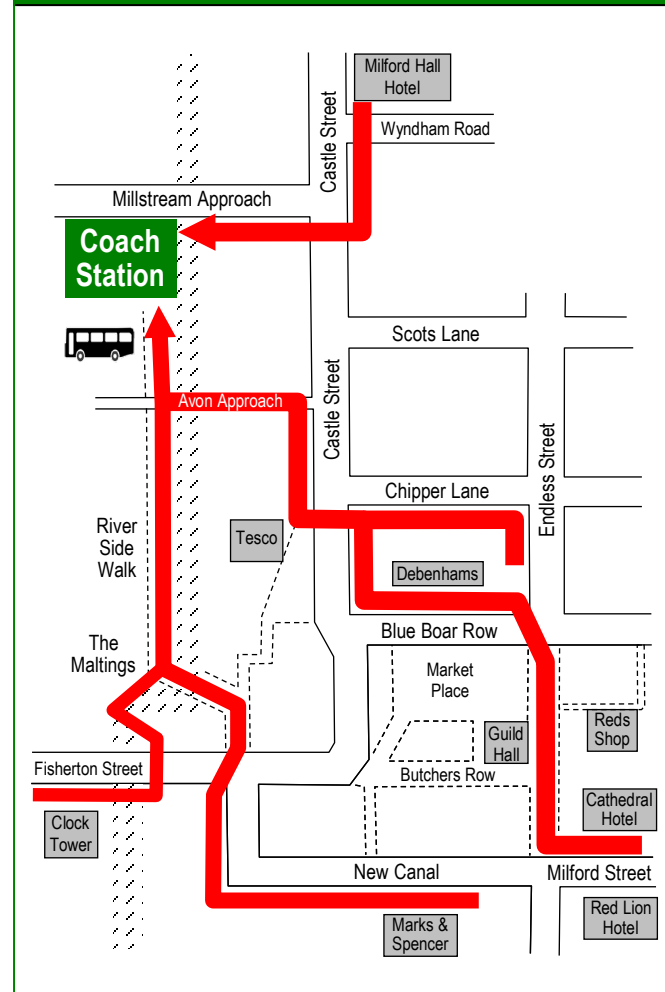 Milford Hall
Hotel
Castle Street
Wyndham Road
Millstream Approach
Coach
Station
Scots Lane
Castle Street
Avon Approach
Endless Street
Chipper Lane
River
Side
Walk
Tesco
Debenhams
Blue Boar Row
The
Maltings
Market
Place
Reds
Shop
Guild
Hall
Fisherton Street
Butchers Row
Cathedral
Hotel
Clock
Tower
New Canal
Milford Street
Marks &
Spencer
Red Lion
Hotel